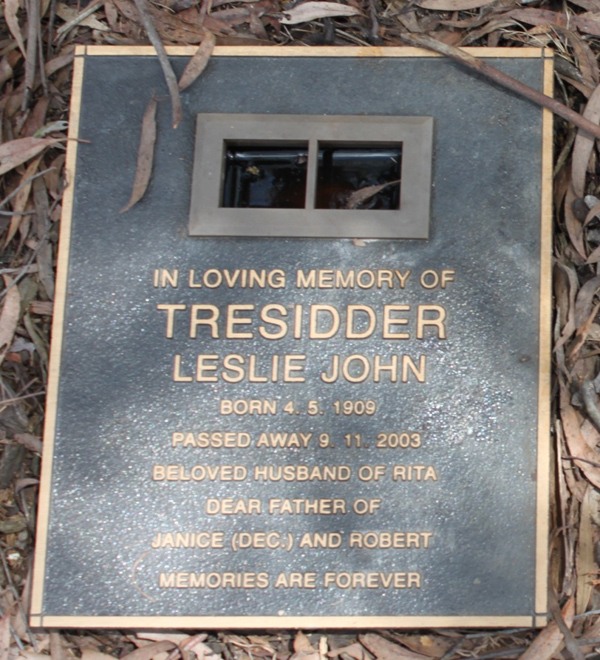 IN LOVING MEMORY OF
TRESIDDER
LESLIE JOHN
BORN 4. 5. 1909
PASSED AWAY 9. 11. 2003
BELOVED HUSBAND OF RITA
DEAR FATHER OF
JANICE (DEC.) AND ROBERT
MEMORIES ARE FOREVER